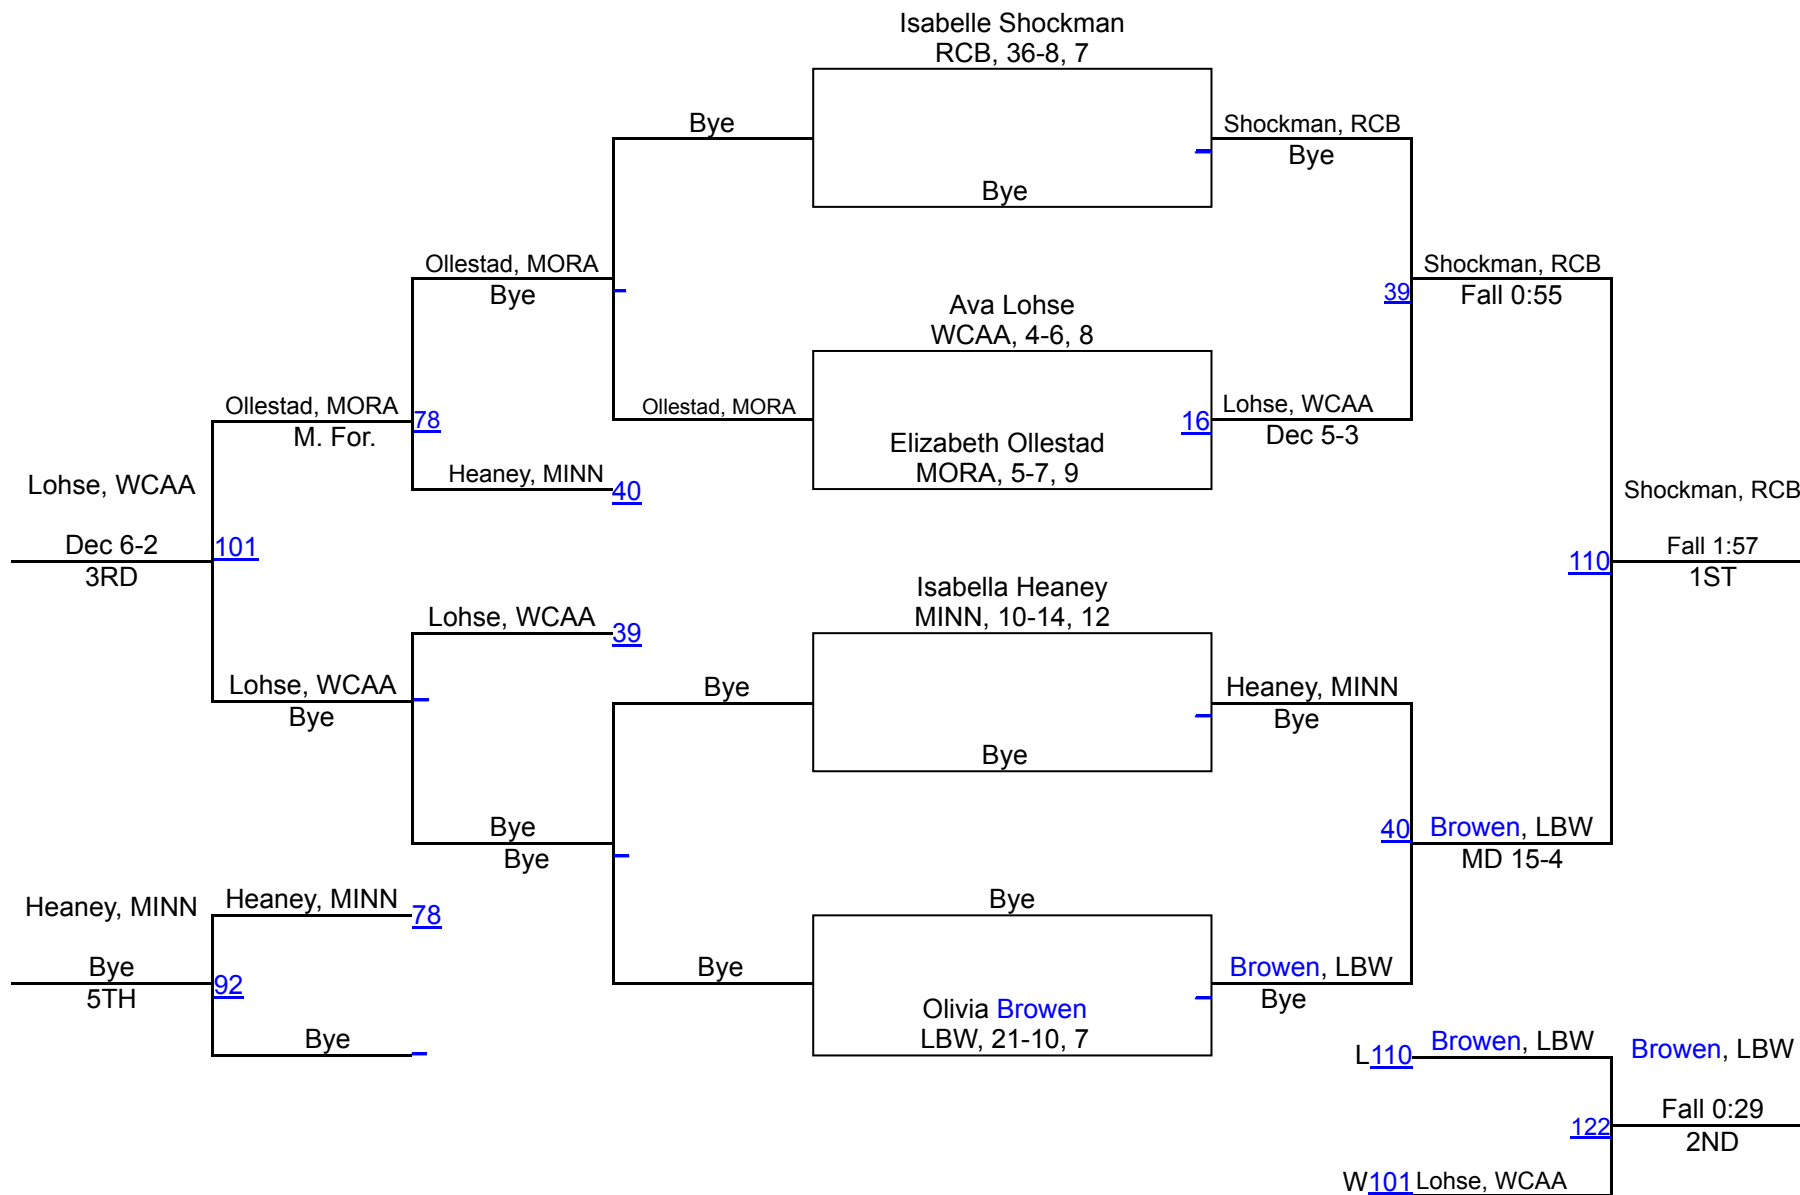 Isabelle Shockman
RCB, 36-8, 7
Bye
Shockman, RCB
Bye
Bye
Ollestad, MORA
Bye
Shockman, RCB
39
Fall 0:55
Ava Lohse
WCAA, 4-6, 8
Ollestad, MORA
78
M. For.
Ollestad, MORA
16
Lohse, WCAA
Dec 5-3
Elizabeth Ollestad
MORA, 5-7, 9
Heaney, MINN
40
Lohse, WCAA
Shockman, RCB
Dec 6-2
101
3RD
110
Fall 1:57
1ST
Isabella Heaney
MINN, 10-14, 12
Lohse, WCAA
39
Lohse, WCAA
Bye
Bye
Heaney, MINN
Bye
Bye
Bye
Bye
40
Browen, LBW
MD 15-4
Heaney, MINN
Heaney, MINN
78
Bye
Bye
92
5TH
Bye
Browen, LBW
Bye
Olivia Browen
LBW, 21-10, 7
Bye
L110
Browen, LBW
Browen, LBW
122
Fall 0:29
2ND
W101
Lohse, WCAA